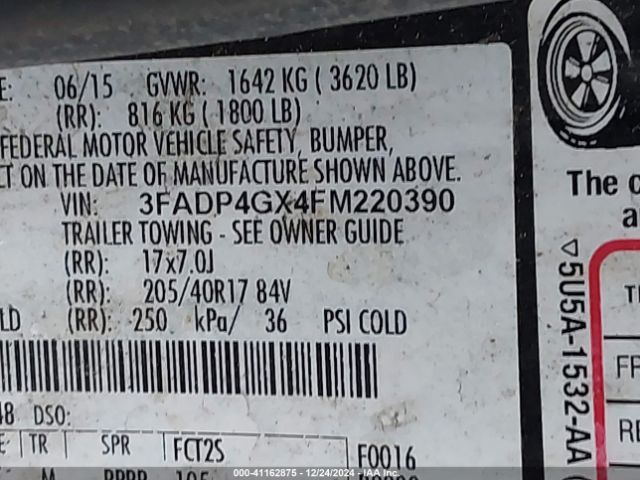 E: 06/15 GVWR: 1642 KG ( 3620 LB)
(RR): 816 KG ( 1800 LB)
FEDERAL MOTOR VEHICLE SAFETY, BUMPER,
CT ON THE DATE OF MANUFACTURE SHOWN ABOVE.
VIN: 3FADP4GX4FM220390
TRAILER TOWING - SEE OWNER GUIDE
(RR): 17x7.0J
(RR): 205/40R17 84V
LD (RR): 250 kPa/ 36 PSI COLD
48 DSO:
E TR SPR FCT2S F0016
M
The c
a
▽5U5A-1532-AA (
T
FR
RE
000-41162875 - 12/24/2024 - IAA Inc.